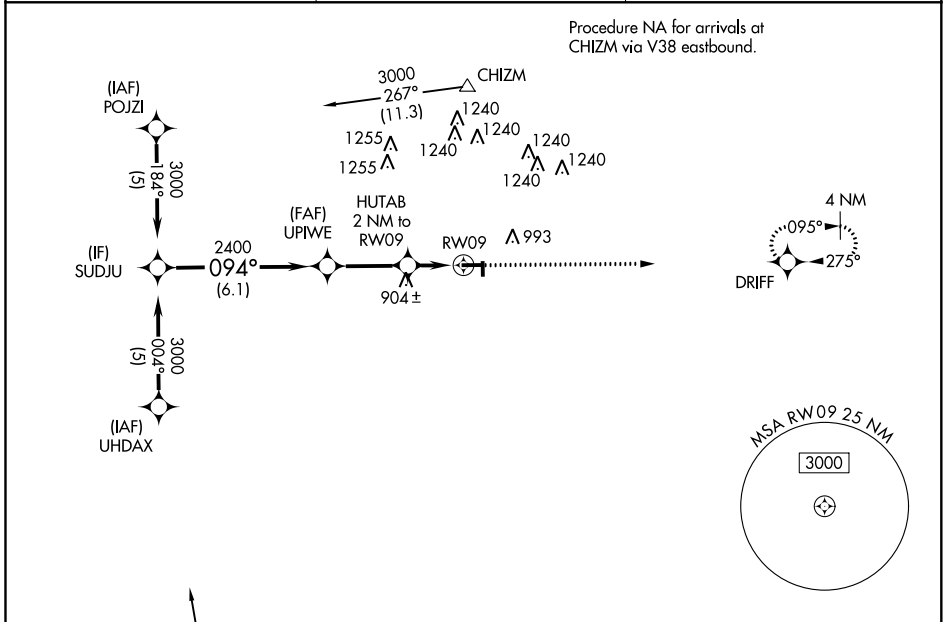 Procedure NA for arrivals at
CHIZM via V38 eastbound.
(IAF)
POJZI
3000
267°
(11.3)
CHIZM
1240
1240
1240
1255
1255
1240
1240
1240
3000
184°
(5)
(IF)
SUDJU
2400
094°
(6.1)
(FAF)
UPIWE
HUTAB
2 NM to
RW09
904±
RW09
993
4 NM
095°
275°
DRIFF
3000
004°
(5)
(IAF)
UHDAX
MSA RW09 25 NM
3000